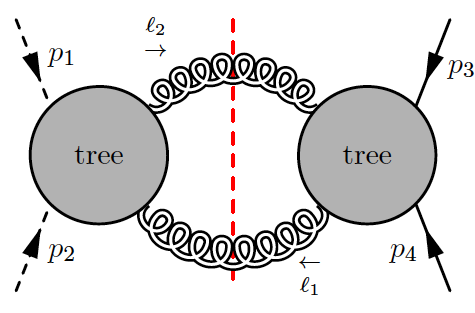 ℓ₂
→
p₁
p₃
tree
tree
p₂
p₄
←
ℓ₁